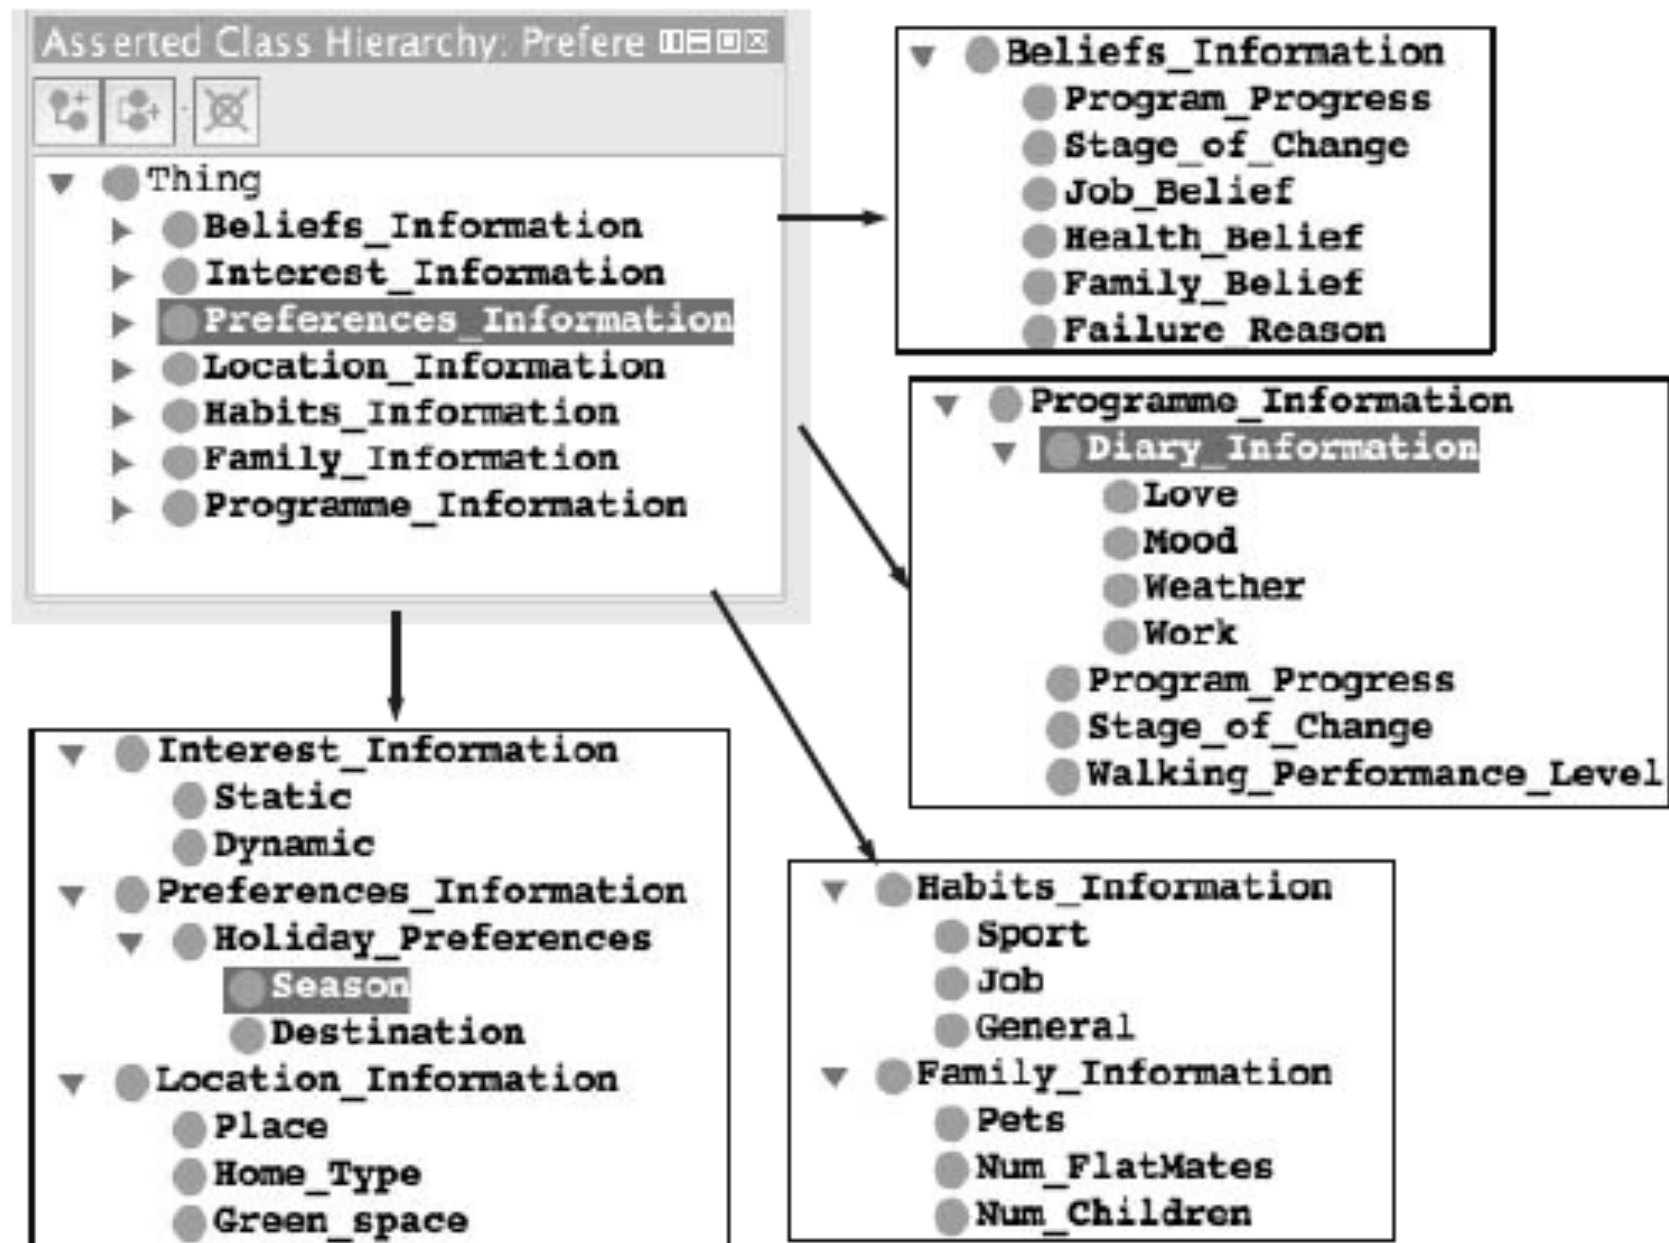 Asserted Class Hierarchy: Prefere
Thing
Beliefs_Information
Interest_Information
Preferences_Information
Location_Information
Habits_Information
Family_Information
Programme_Information
Beliefs_Information
Program_Progress
Stage_of_Change
Job_Belief
Health_Belief
Family_Belief
Failure_Reason
Programme_Information
Diary_Information
Love
Mood
Weather
Work
Program_Progress
Stage_of_Change
Walking_Performance_Level
Interest_Information
Static
Dynamic
Preferences_Information
Holiday_Preferences
Season
Destination
Location_Information
Place
Home_Type
Green_space
Habits_Information
Sport
Job
General
Family_Information
Pets
Num_FlatMates
Num_Children